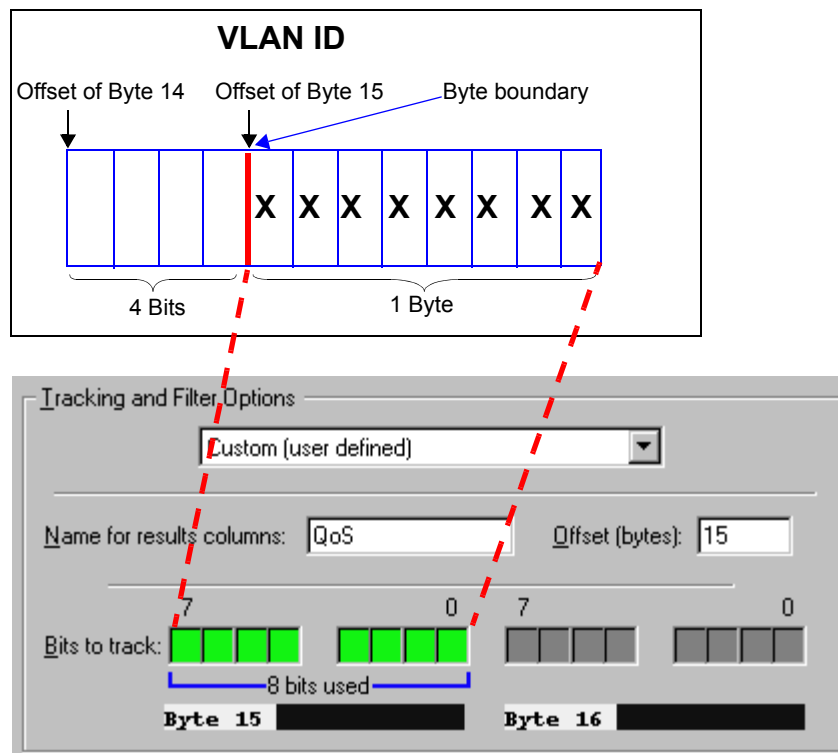 VLAN ID
Offset of Byte 14 Offset of Byte 15 Byte boundary
X X X X X X X X
4 Bits 1 Byte
Tracking and Filter Options
Custom (user defined)
Name for results columns: QoS Offset (bytes): 15
7 0 7 0
Bits to track:
8 bits used
Byte 15 Byte 16